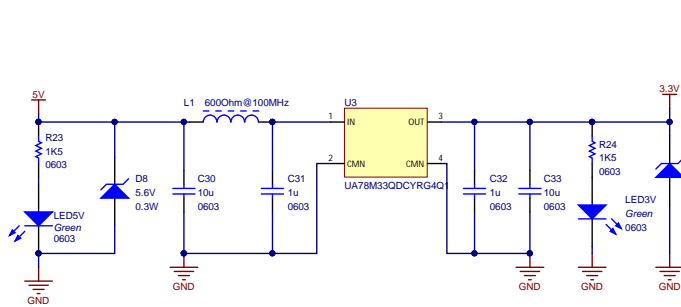 5V
3.3V
L1 600Ohm@100MHz
U3
R23
1K5
0603
1
IN
OUT
3
R24
1K5
0603
2
CMN
CMN
4
D8
5.6V
0.3W
C30
10u
0603
C31
1u
0603
UA78M33QDCYRG4Q1
C32
1u
0603
C33
10u
0603
LED5V
Green
0603
LED3V
Green
0603
GND
GND
GND
GND
GND